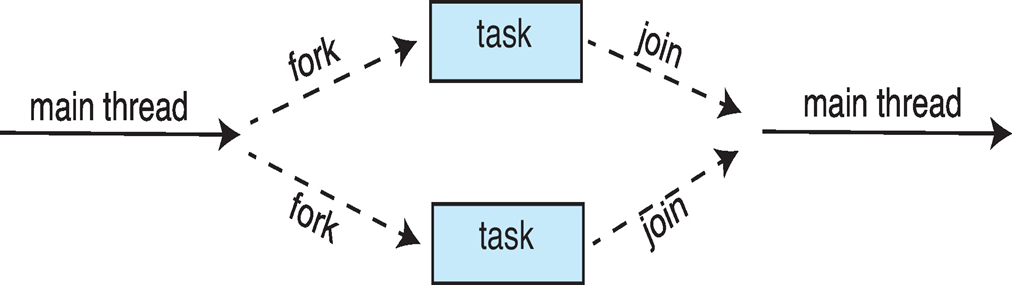 main thread
fork
task
join
main thread
fork
task
join